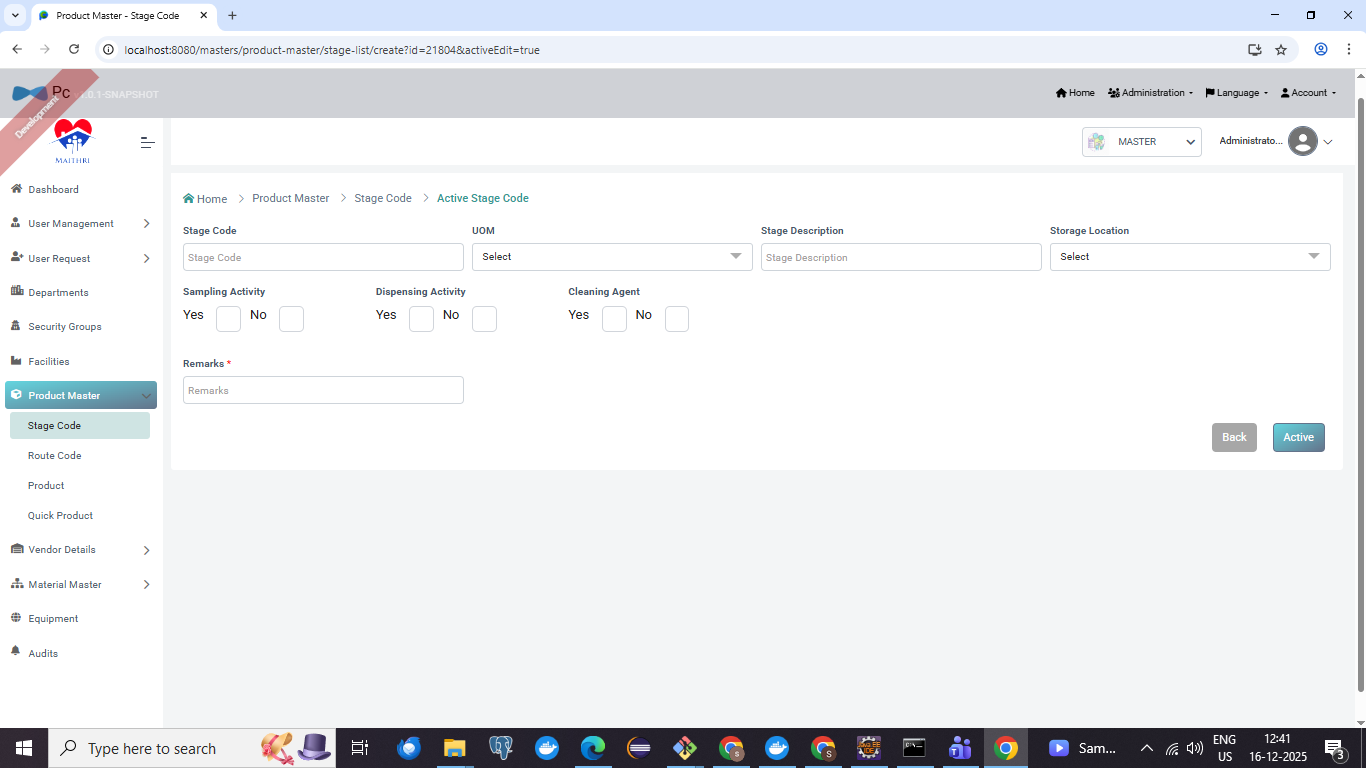 Product Master - Stage Code
localhost:8080/masters/product-master/stage-list/create?id=21804&activeEdit=true
Pc v1.0.1-SNAPSHOT
Development
Home
Administration
Language
Account
MAITHRI
MASTER
Administrato...
Dashboard
User Management
User Request
Departments
Security Groups
Facilities
Product Master
Stage Code
Route Code
Product
Quick Product
Vendor Details
Material Master
Equipment
Audits
Home > Product Master > Stage Code > Active Stage Code
Stage Code UOM Stage Description Storage Location
Stage Code Select Stage Description Select
Sampling Activity Dispensing Activity Cleaning Agent
Yes No Yes No Yes No
Remarks *
Remarks
Back Active
Type here to search
Sam...
ENG
US
12:41
16-12-2025
3